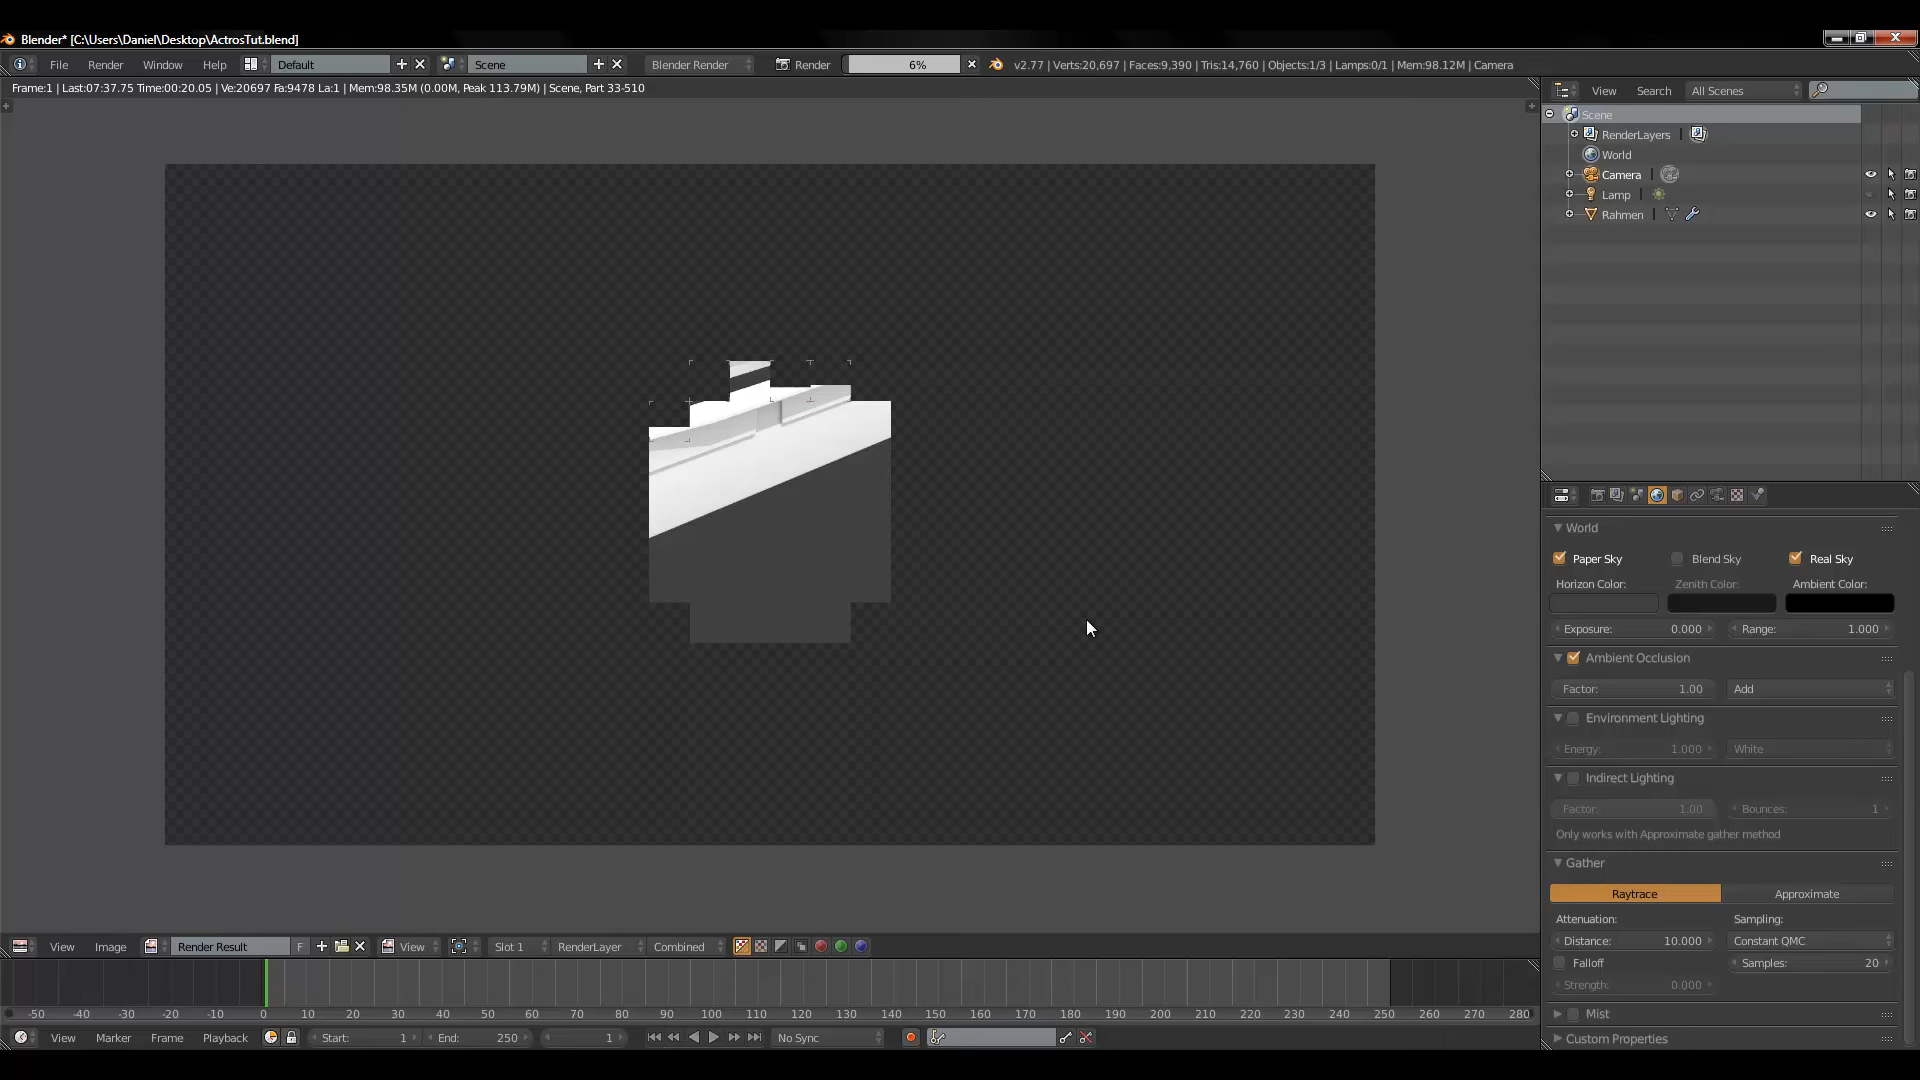 Blender* [C:\Users\Daniel\Desktop\ActrosTut.blend]
File Render Window Help Default Scene Blender Render Render 6% v2.77 | Verts:20,697 | Faces:9,390 | Tris:14,760 | Objects:1/3 | Lamps:0/1 | Mem:98.12M | Camera
Frame:1 | Last:07:37.75 Time:00:20.05 | Ve:20697 Fa:9478 La:1 | Mem:98.35M (0.00M, Peak 113.79M) | Scene, Part 33-510
View Search All Scenes
Scene
RenderLayers |
World
Camera |
Lamp |
Rahmen |
World
Paper Sky Blend Sky Real Sky
Horizon Color: Zenith Color: Ambient Color:
Exposure: 0.000 Range: 1.000
Ambient Occlusion
Factor: 1.00 Add
Environment Lighting
Energy: 1.000 White
Indirect Lighting
Factor: 1.00 Bounces: 1
Only works with Approximate gather method
Gather
Raytrace Approximate
Attenuation: Sampling:
Distance: 10.000 Constant QMC
Falloff Samples: 20
Strength: 0.000
Mist
Custom Properties
View Image Render Result F View Slot 1 RenderLayer Combined
-50 -40 -30 -20 -10 0 10 20 30 40 50 60 70 80 90 100 110 120 130 140 150 160 170 180 190 200 210 220 230 240 250 260 270 280
View Marker Frame Playback Start: 1 End: 250 1 No Sync